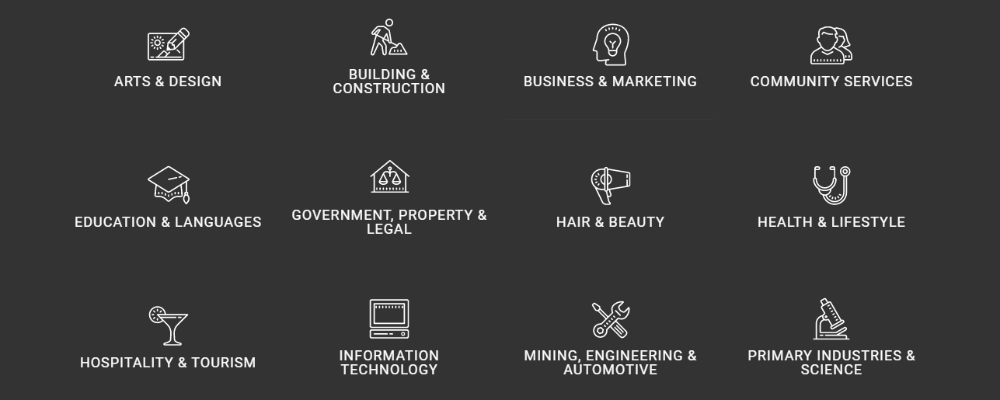 ARTS & DESIGN
BUILDING &
CONSTRUCTION
BUSINESS & MARKETING
COMMUNITY SERVICES
EDUCATION & LANGUAGES
GOVERNMENT, PROPERTY &
LEGAL
HAIR & BEAUTY
HEALTH & LIFESTYLE
HOSPITALITY & TOURISM
INFORMATION
TECHNOLOGY
MINING, ENGINEERING &
AUTOMOTIVE
PRIMARY INDUSTRIES &
SCIENCE